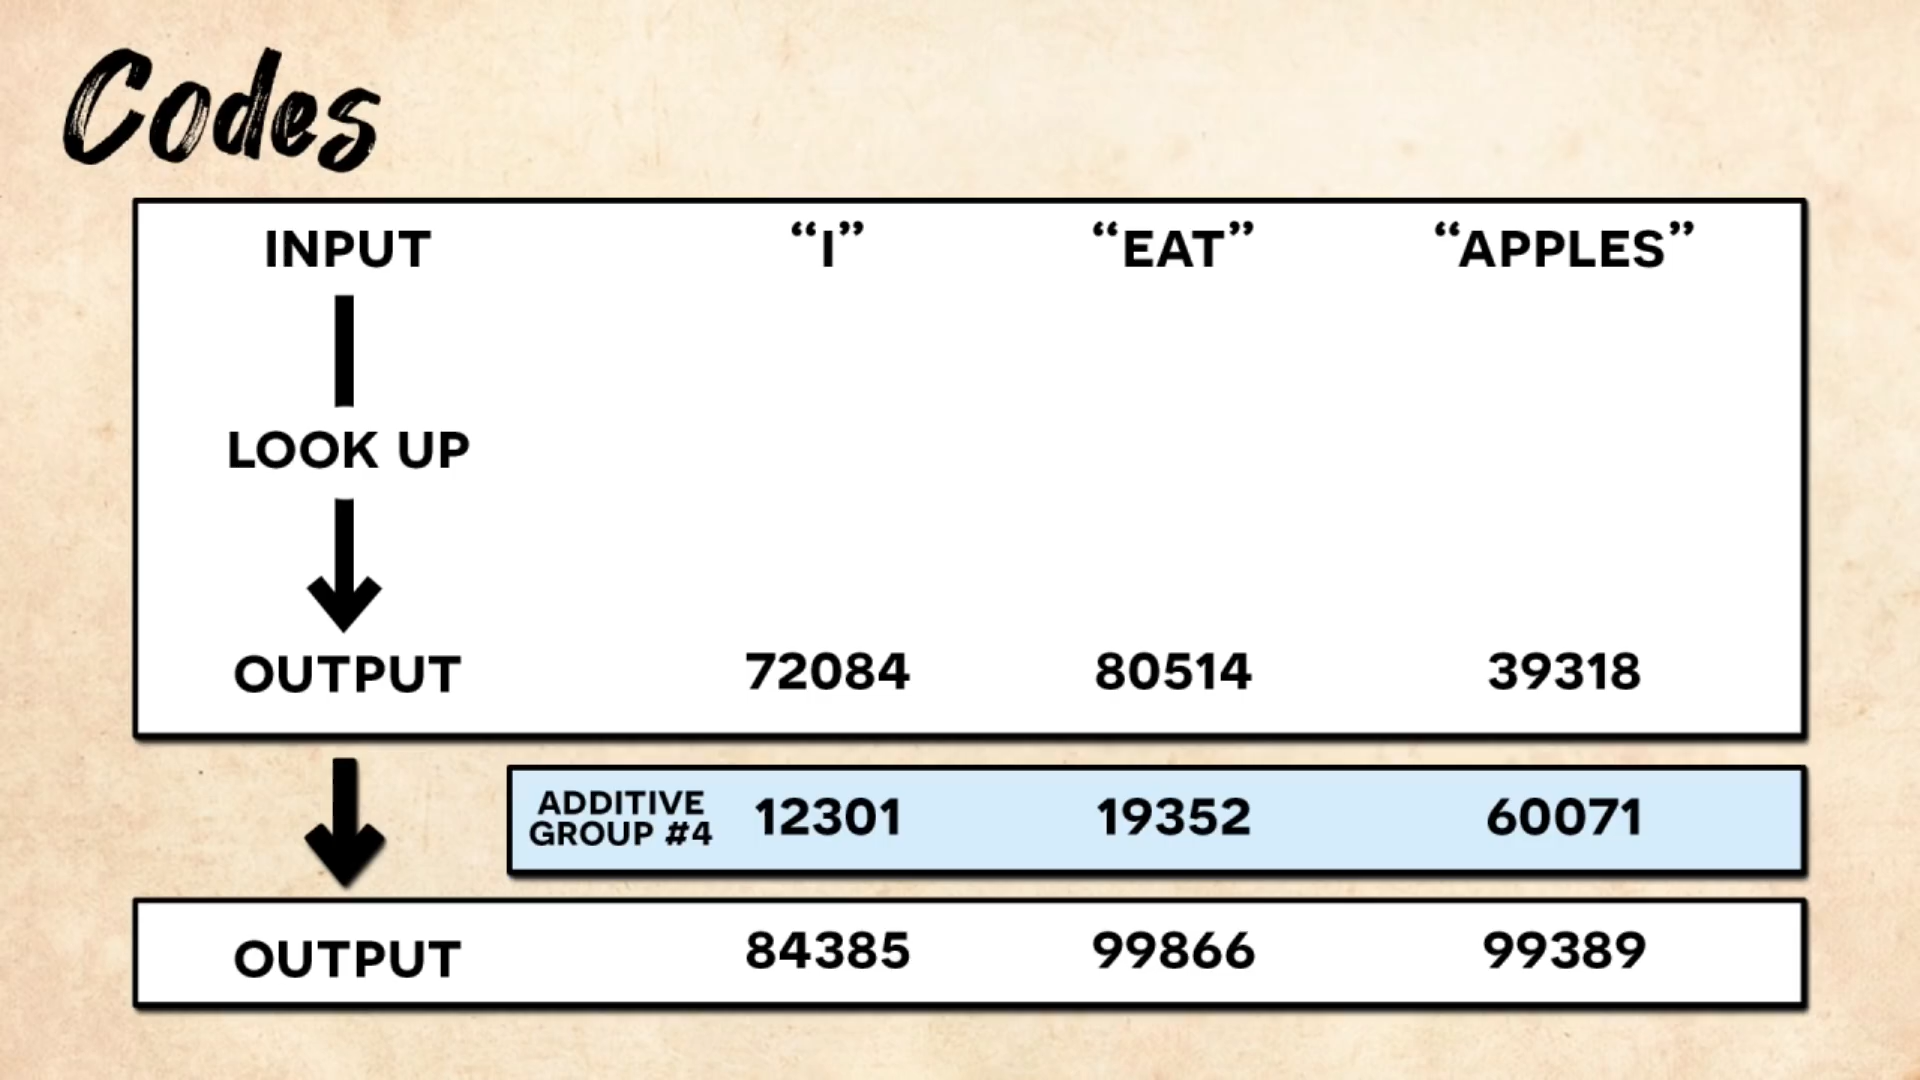 Codes
INPUT “I” “EAT” “APPLES”
LOOK UP
OUTPUT 72084 80514 39318
ADDITIVE
GROUP #4 12301 19352 60071
OUTPUT 84385 99866 99389